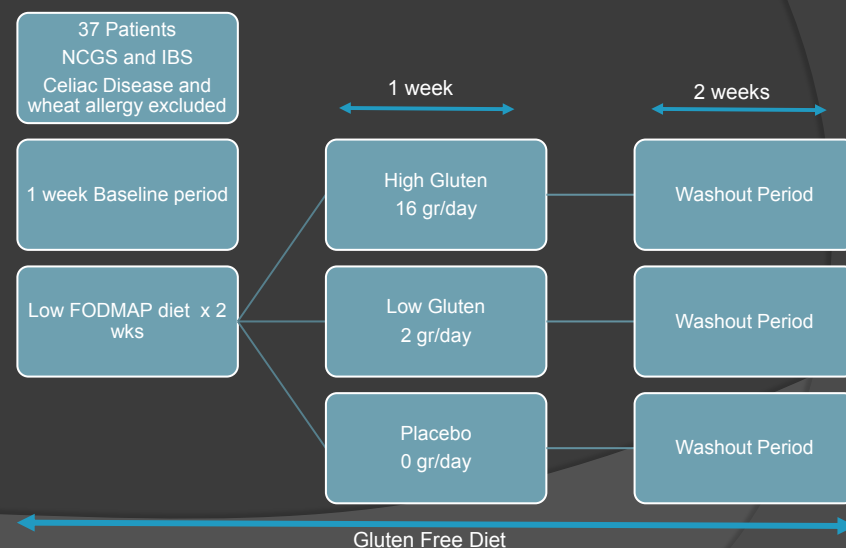 37 Patients
NCGS and IBS
Celiac Disease and
wheat allergy excluded
1 week Baseline period
Low FODMAP diet x 2
wks
1 week
High Gluten
16 gr/day
Low Gluten
2 gr/day
Placebo
0 gr/day
2 weeks
Washout Period
Washout Period
Washout Period
Gluten Free Diet